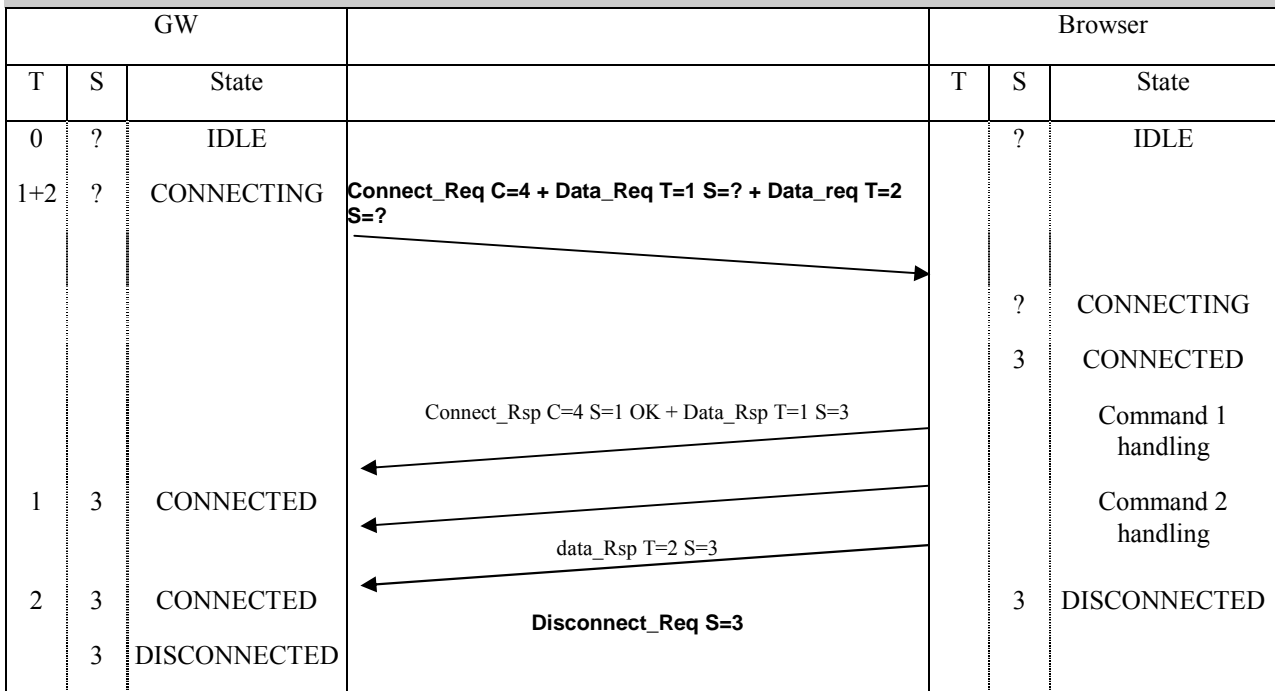 GW Browser
T S State T S State
0 ? IDLE ? IDLE
1+2 ? CONNECTING Connect_Req C=4 + Data_Req T=1 S=? + Data_req T=2
S=?
? CONNECTING
3 CONNECTED
Connect_Rsp C=4 S=1 OK + Data_Rsp T=1 S=3 Command 1
handling
1 3 CONNECTED Command 2
handling
data_Rsp T=2 S=3
2 3 CONNECTED 3 DISCONNECTED
Disconnect_Req S=3
3 DISCONNECTED